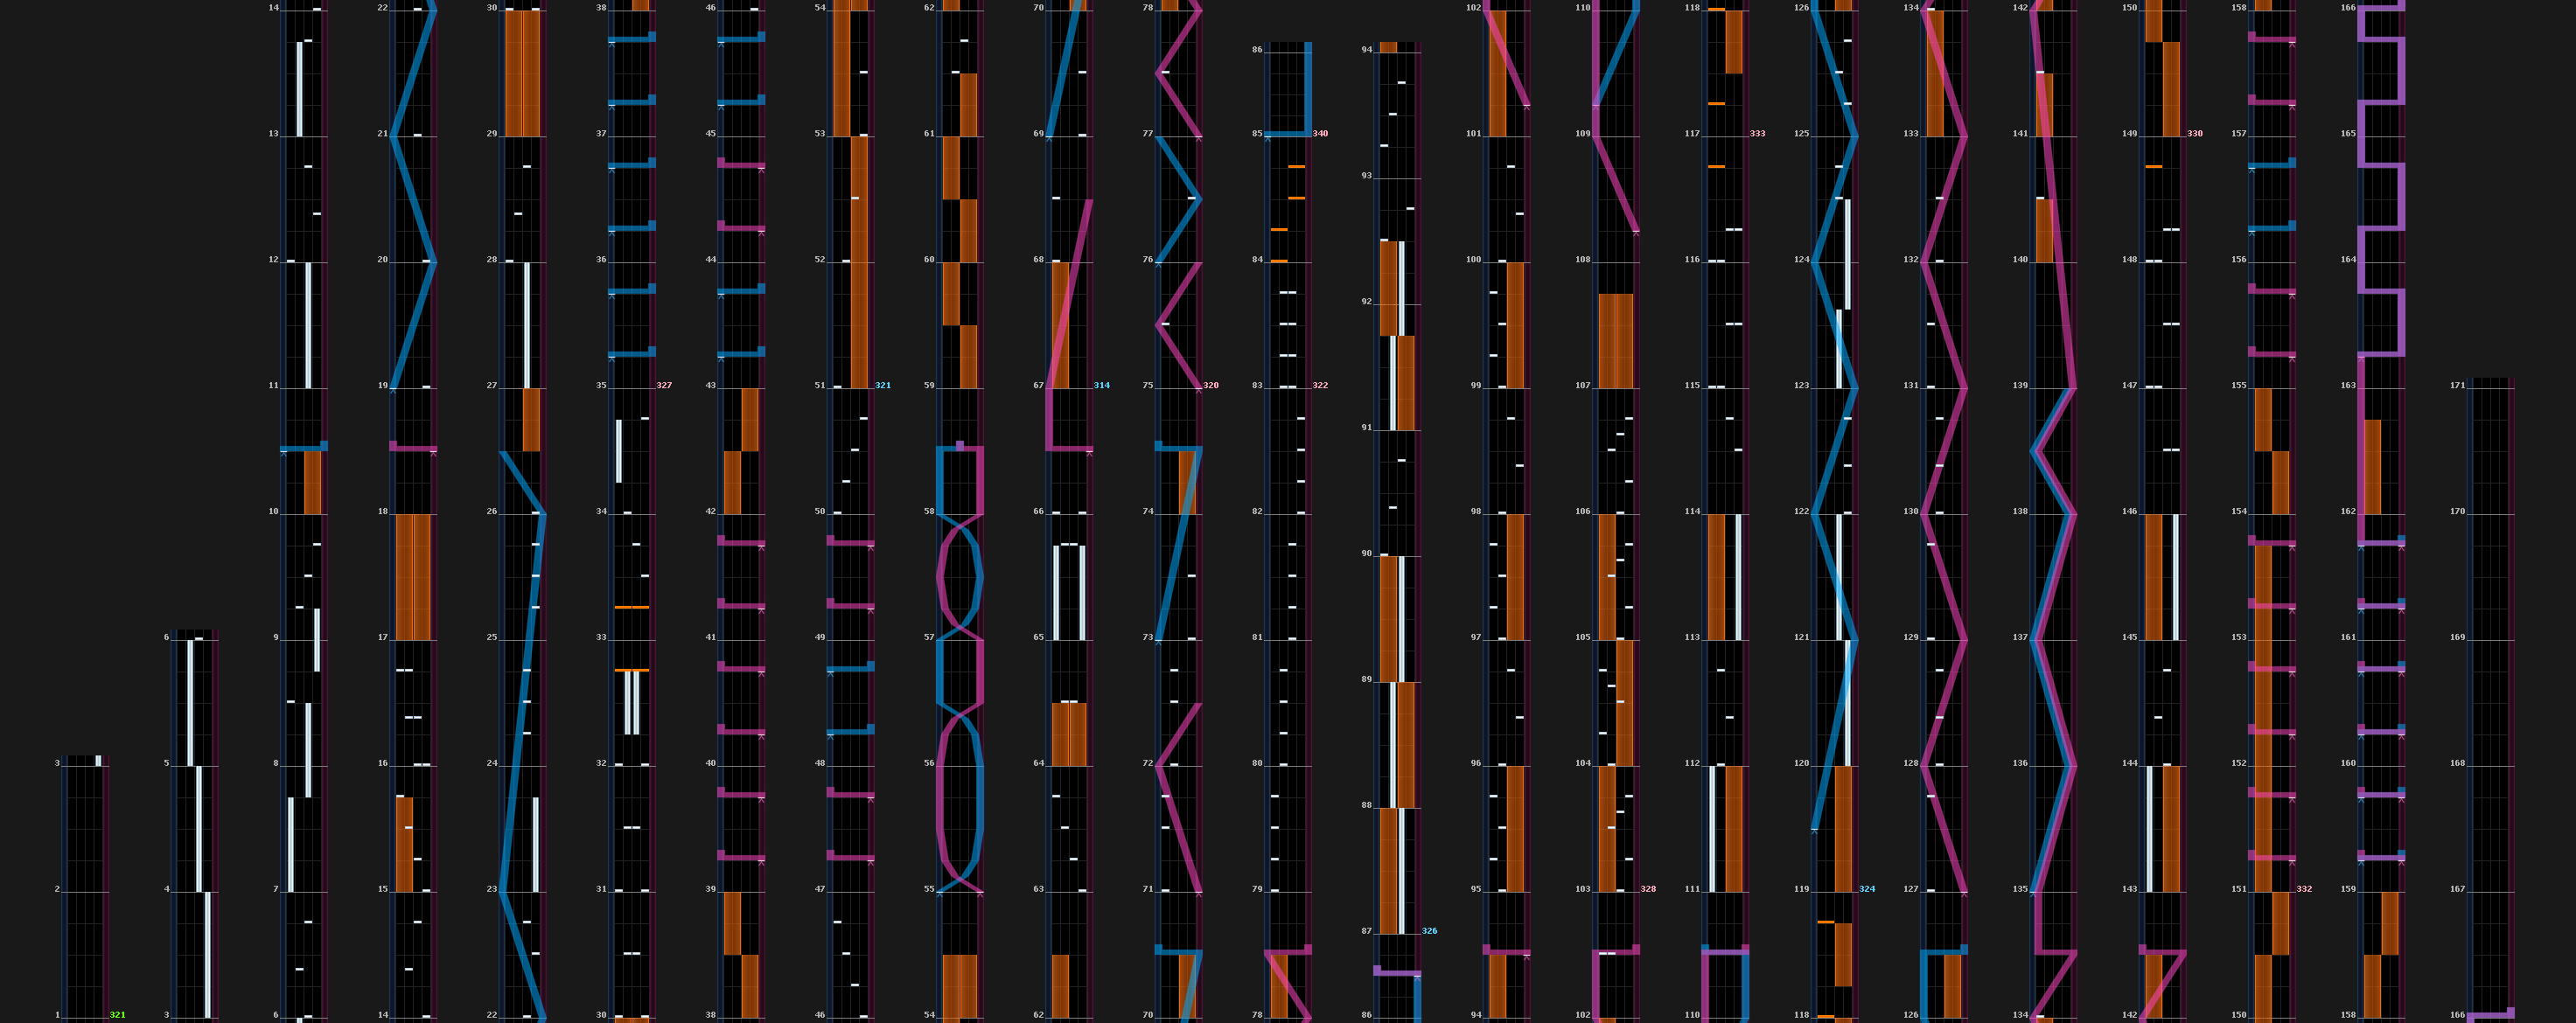 14 22 30 38 46 54 62 70 78 102 110 118 126 134 142 150 158 166
86 94
13 21 29 37 45 53 61 69 77 85 340 101 109 117 333 125 133 141 149 330 157 165
93
12 20 28 36 44 52 60 68 76 84 100 108 116 124 132 140 148 156 164
92
11 19 27 35 327 43 51 321 59 67 314 75 320 83 322 99 107 115 123 131 139 147 155 163 171
91
10 18 26 34 42 50 58 66 74 82 98 106 114 122 130 138 146 154 162 170
90
6 9 17 25 33 41 49 57 65 73 81 97 105 113 121 129 137 145 153 161 169
89
3 5 8 16 24 32 40 48 56 64 72 80 96 104 112 120 128 136 144 152 160 168
88
2 4 7 15 23 31 39 47 55 63 71 79 95 103 328 111 119 324 127 135 143 151 332 159 167
87 326
1 321 3 6 14 22 30 38 46 54 62 70 78 86 94 102 110 118 126 134 142 150 158 166